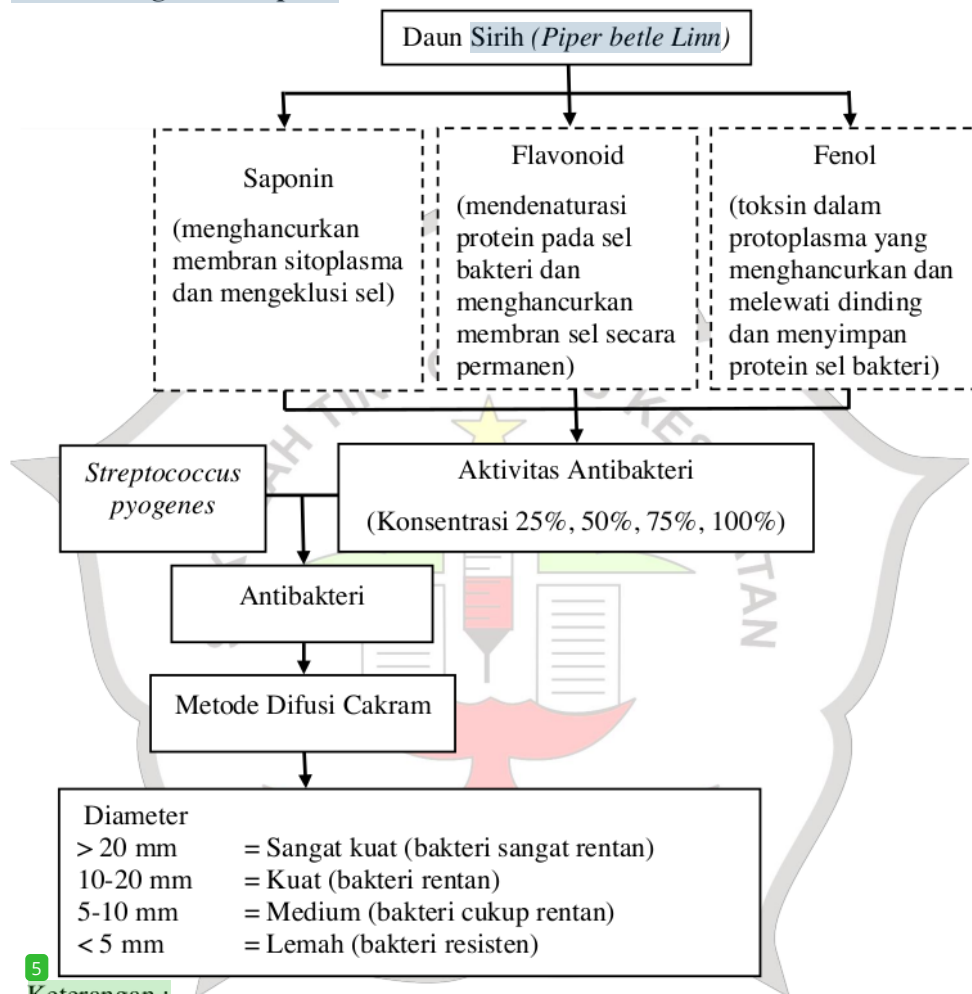 Daun Sirih (Piper betle Linn)
Saponin
(menghancurkan
membran sitoplasma
dan mengeklusi sel)
Flavonoid
(mendenaturasi
protein pada sel
bakteri dan
menghancurkan
membran sel secara
permanen)
Fenol
(toksin dalam
protoplasma yang
menghancurkan dan
melewati dinding
dan menyimpan
protein sel bakteri)
Streptococcus
pyogenes
Aktivitas Antibakteri
(Konsentrasi 25%, 50%, 75%, 100%)
Antibakteri
Metode Difusi Cakram
Diameter
> 20 mm = Sangat kuat (bakteri sangat rentan)
10-20 mm = Kuat (bakteri rentan)
5-10 mm = Medium (bakteri cukup rentan)
< 5 mm = Lemah (bakteri resisten)
5
Keterangan :